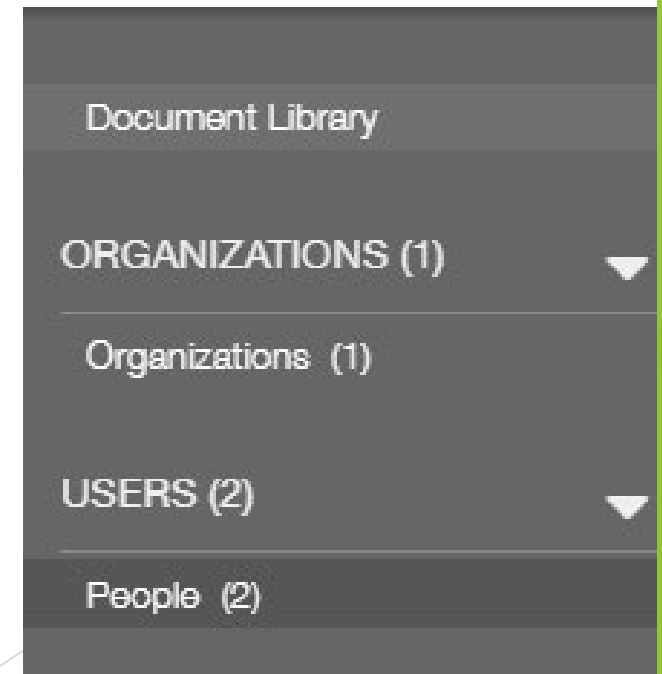 Document Library
ORGANIZATIONS (1)
Organizations (1)
USERS (2)
People (2)